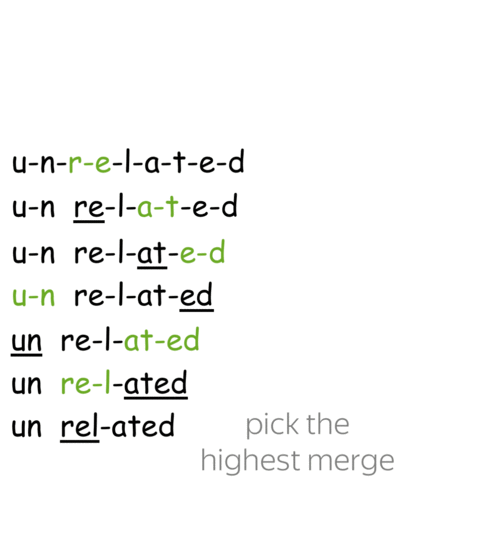 u-n-r-e-l-a-t-e-d
u-n re-l-a-t-e-d
u-n re-l-at-e-d
u-n re-l-at-ed
un re-l-at-ed
un re-l-ated
un rel-ated
pick the
highest merge